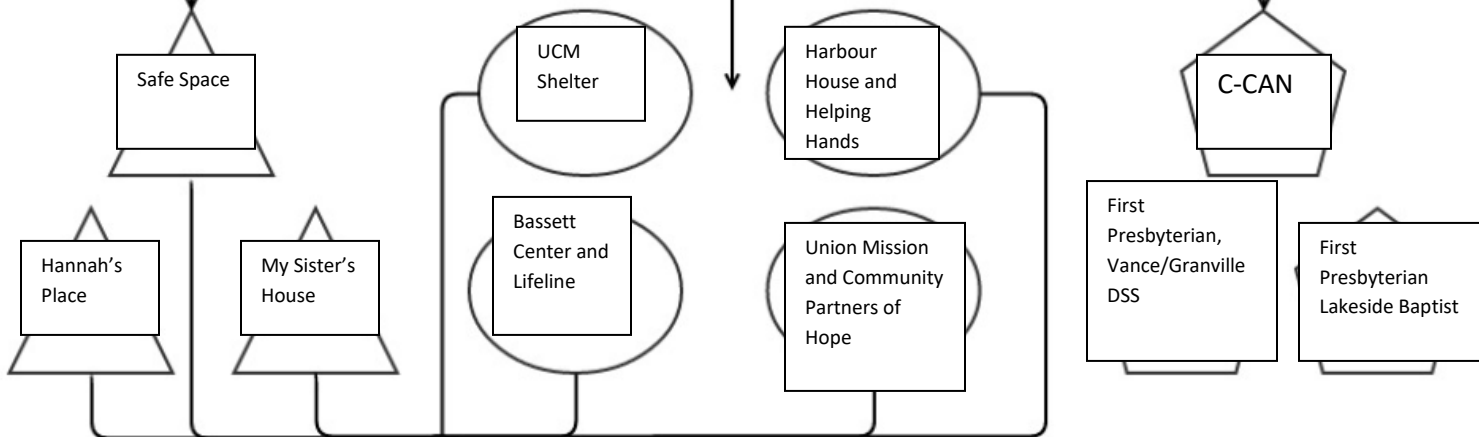 Safe Space
UCM
Shelter
Harbour
House and
Helping
Hands
C-CAN
Hannah’s
Place
My Sister’s
House
Bassett
Center and
Lifeline
Union Mission
and Community
Partners of
Hope
First
Presbyterian,
Vance/Granville
DSS
First
Presbyterian
Lakeside Baptist